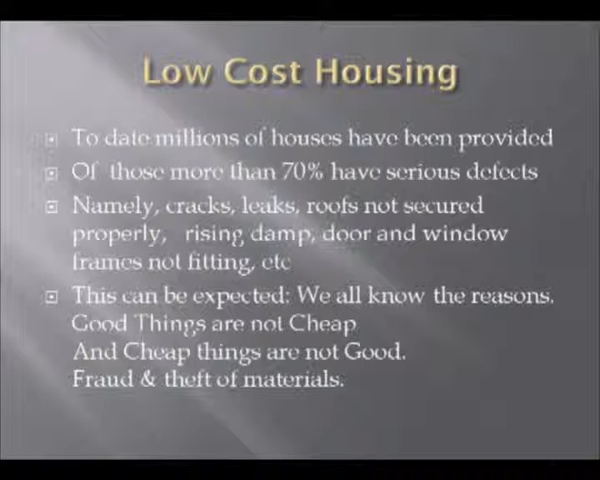 Low Cost Housing
To date millions of houses have been provided
Of those more than 70% have serious defects
Namely, cracks, leaks, roofs not secured
properly, rising damp, door and window
frames not fitting, etc
This can be expected: We all know the reasons.
Good Things are not Cheap
And Cheap things are not Good.
Fraud & theft of materials.